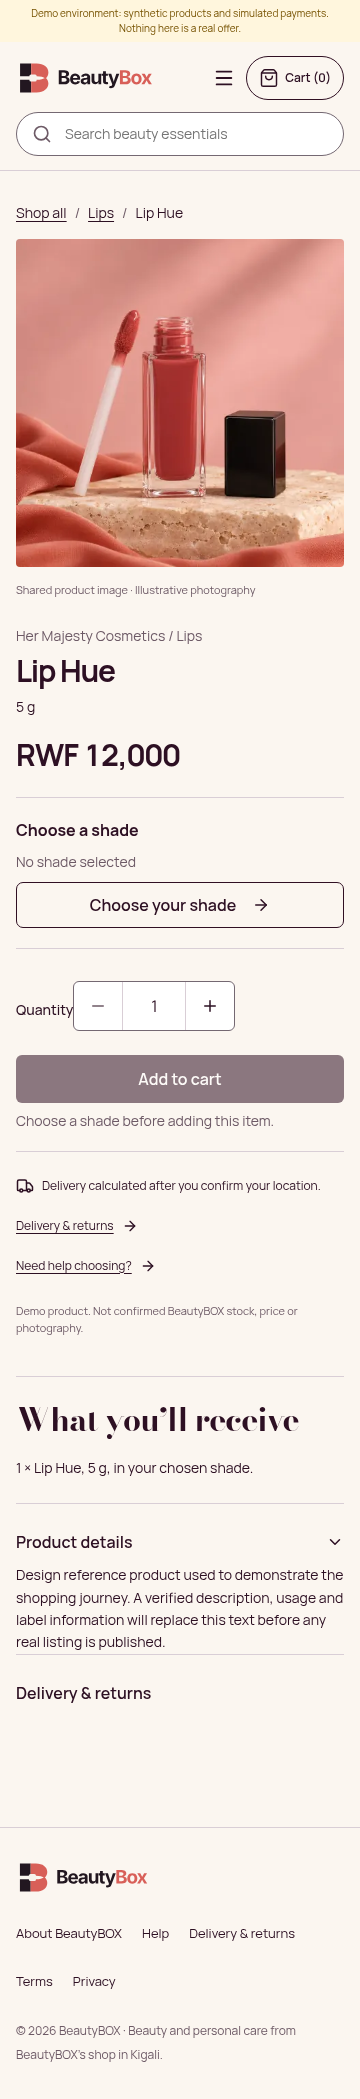 Demo environment: synthetic products and simulated payments.
Nothing here is a real offer.
BeautyBox
Cart (0)
Search beauty essentials
Shop all / Lips / Lip Hue
Shared product image · Illustrative photography
Her Majesty Cosmetics / Lips
Lip Hue
5 g
RWF 12,000
Choose a shade
No shade selected
Choose your shade →
Quantity − 1 +
Add to cart
Choose a shade before adding this item.
Delivery calculated after you confirm your location.
Delivery & returns →
Need help choosing? →
Demo product. Not confirmed BeautyBOX stock, price or
photography.
What you’ll receive
1 × Lip Hue, 5 g, in your chosen shade.
Product details
Design reference product used to demonstrate the
shopping journey. A verified description, usage and
label information will replace this text before any
real listing is published.
Delivery & returns
BeautyBox
About BeautyBOX Help Delivery & returns
Terms Privacy
© 2026 BeautyBOX · Beauty and personal care from
BeautyBOX’s shop in Kigali.